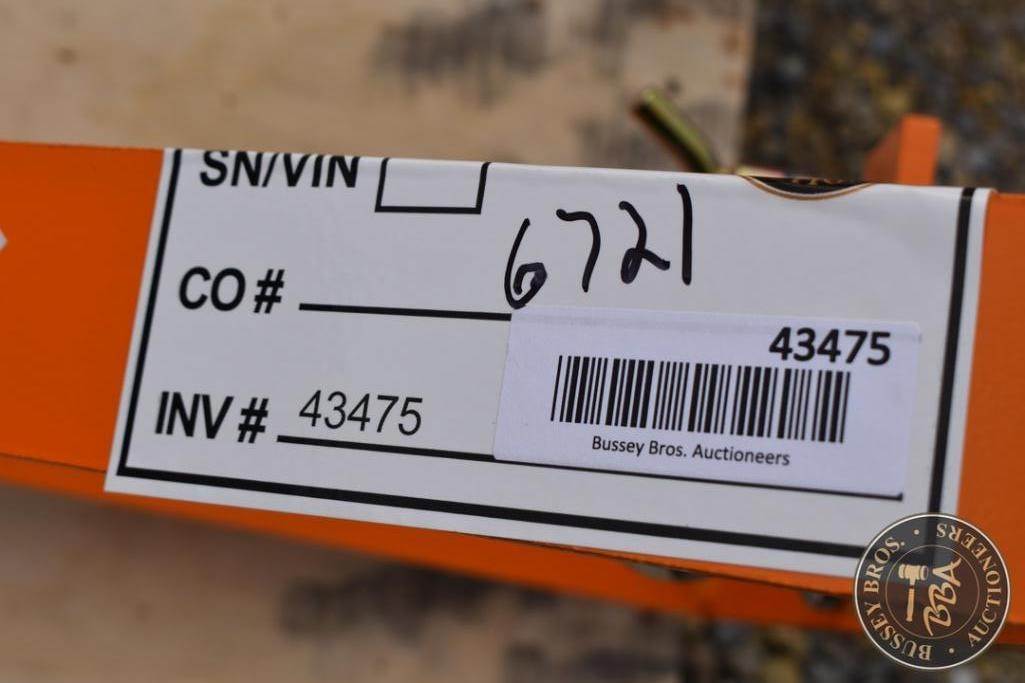 SN/VIN
6721
CO #
43475
INV # 43475
Bussey Bros. Auctioneers
BUSSEY BROS. · AUCTIONEERS ·
BBA